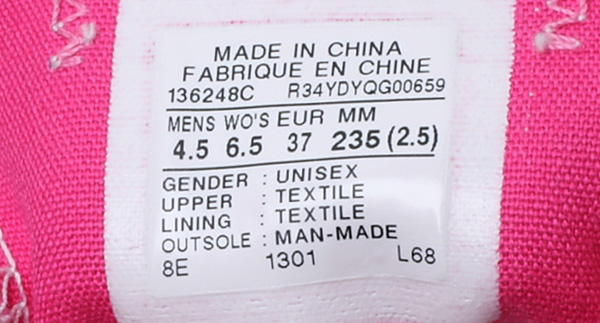 MADE IN CHINA
FABRIQUE EN CHINE
136248C R34YDYQG00659
MENS WO'S EUR MM
4.5 6.5 37 235 (2.5)
GENDER : UNISEX
UPPER : TEXTILE
LINING : TEXTILE
OUTSOLE : MAN-MADE
8E 1301 L68